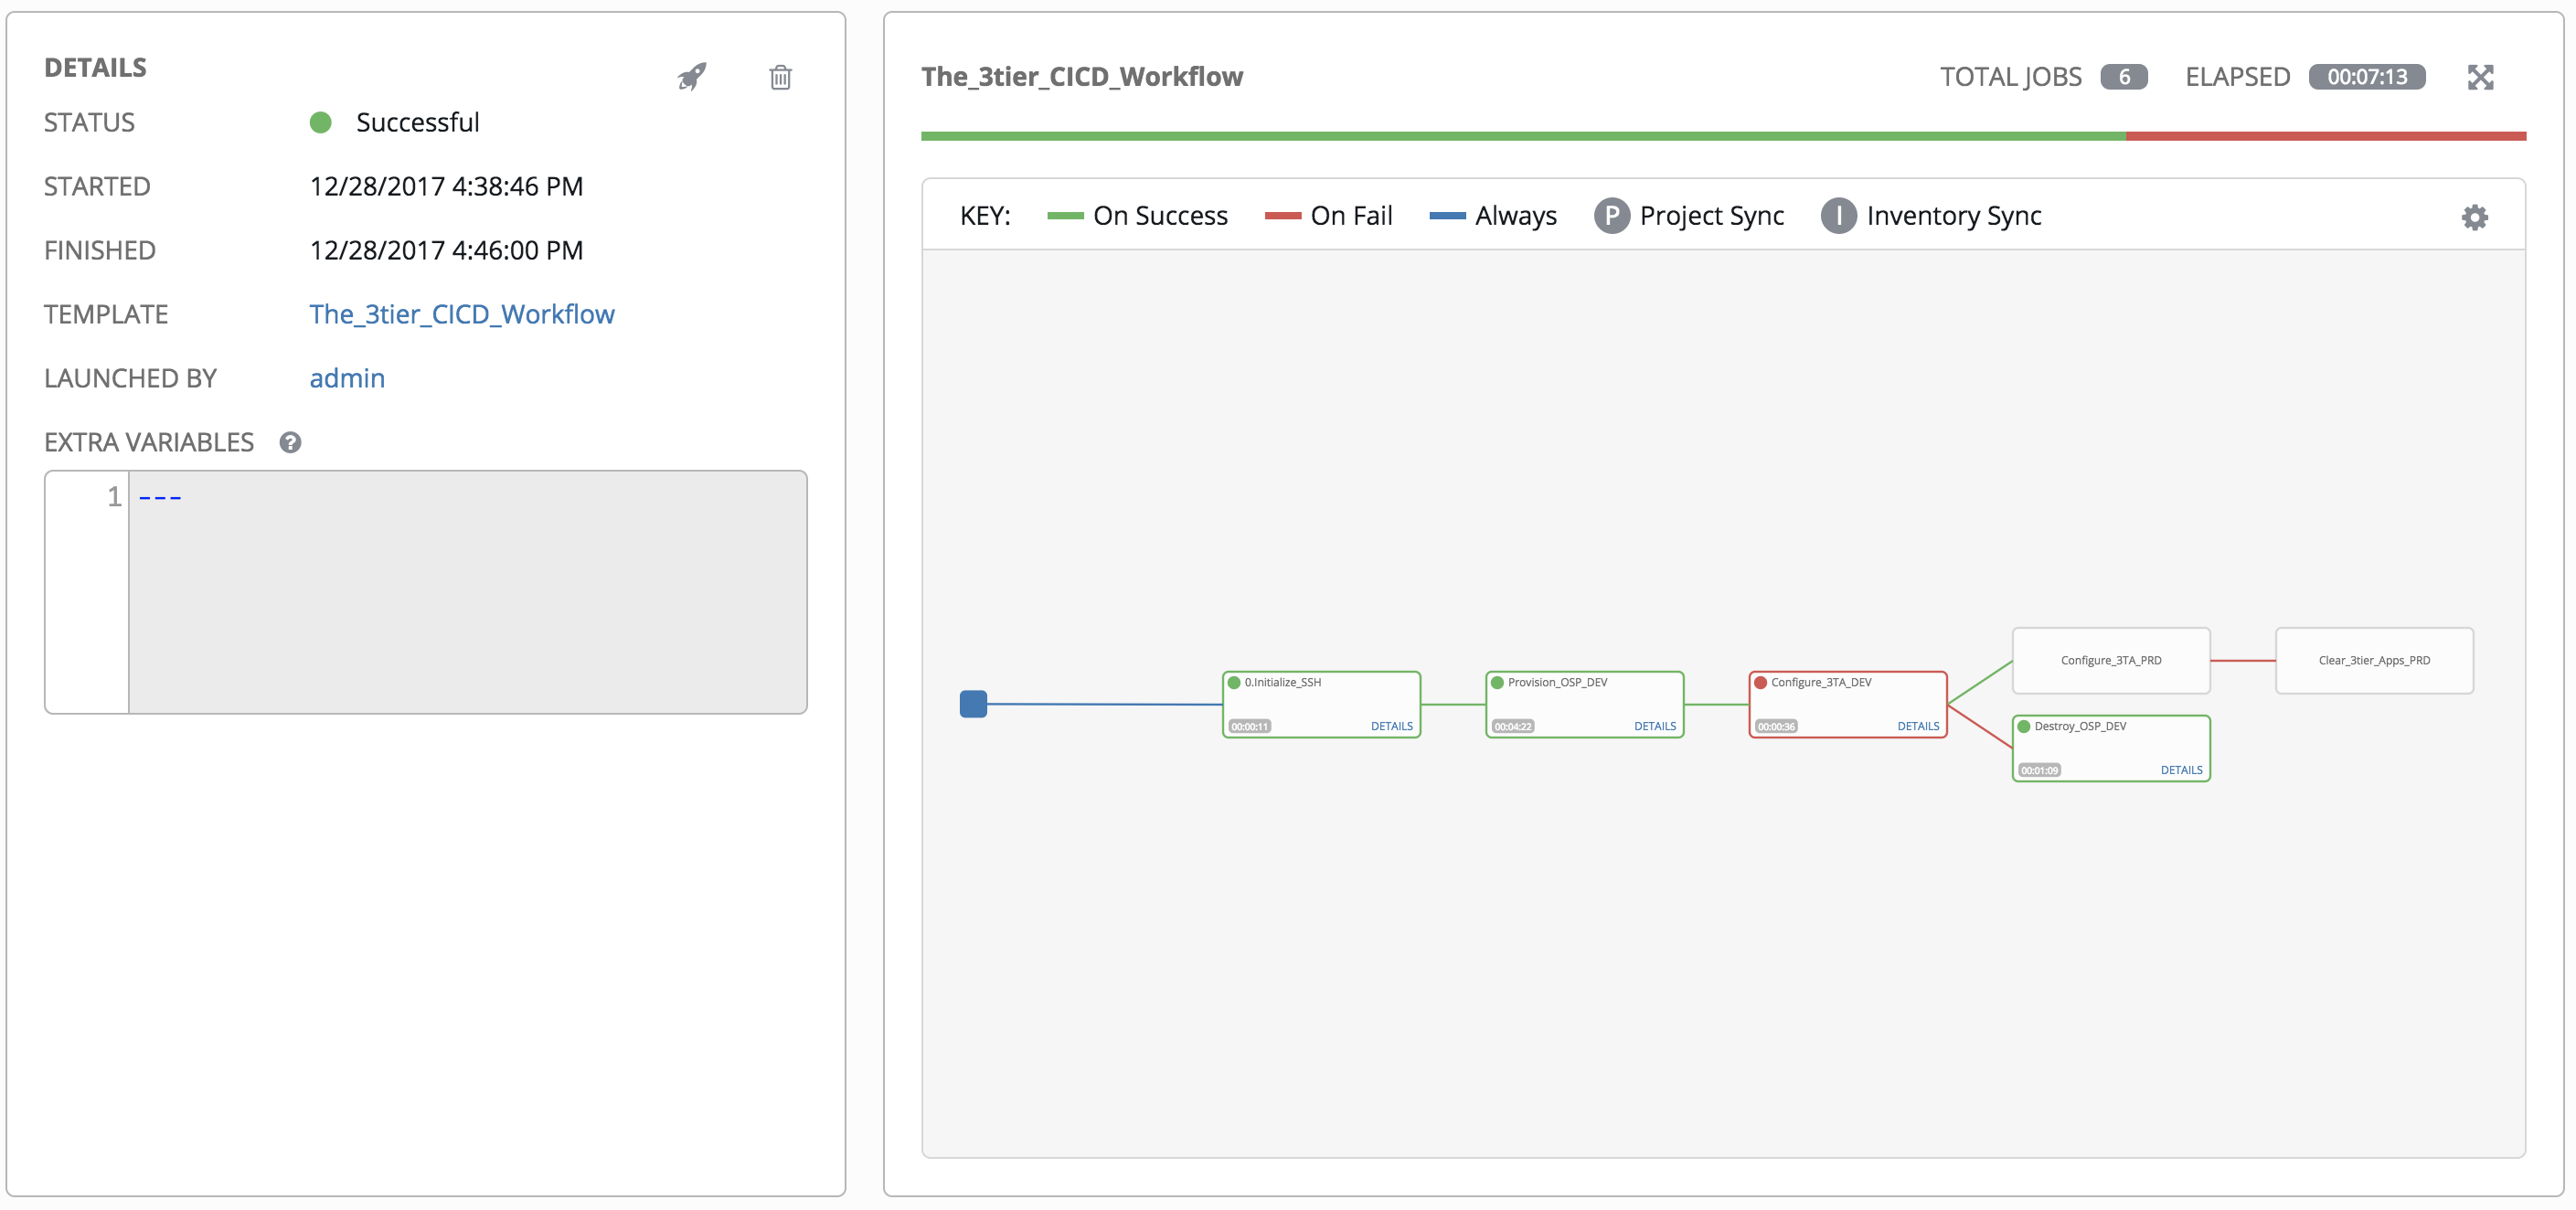 DETAILS
STATUS Successful
STARTED 12/28/2017 4:38:46 PM
FINISHED 12/28/2017 4:46:00 PM
TEMPLATE The_3tier_CICD_Workflow
LAUNCHED BY admin
EXTRA VARIABLES ?
1 ---
The_3tier_CICD_Workflow TOTAL JOBS 6 ELAPSED 00:07:13
KEY: On Success On Fail Always P Project Sync I Inventory Sync
0.Initialize_SSH
00:00:11 DETAILS
Provision_OSP_DEV
00:04:22 DETAILS
Configure_3TA_DEV
00:00:36 DETAILS
Configure_3TA_PRD
Clear_3tier_Apps_PRD
Destroy_OSP_DEV
00:01:09 DETAILS